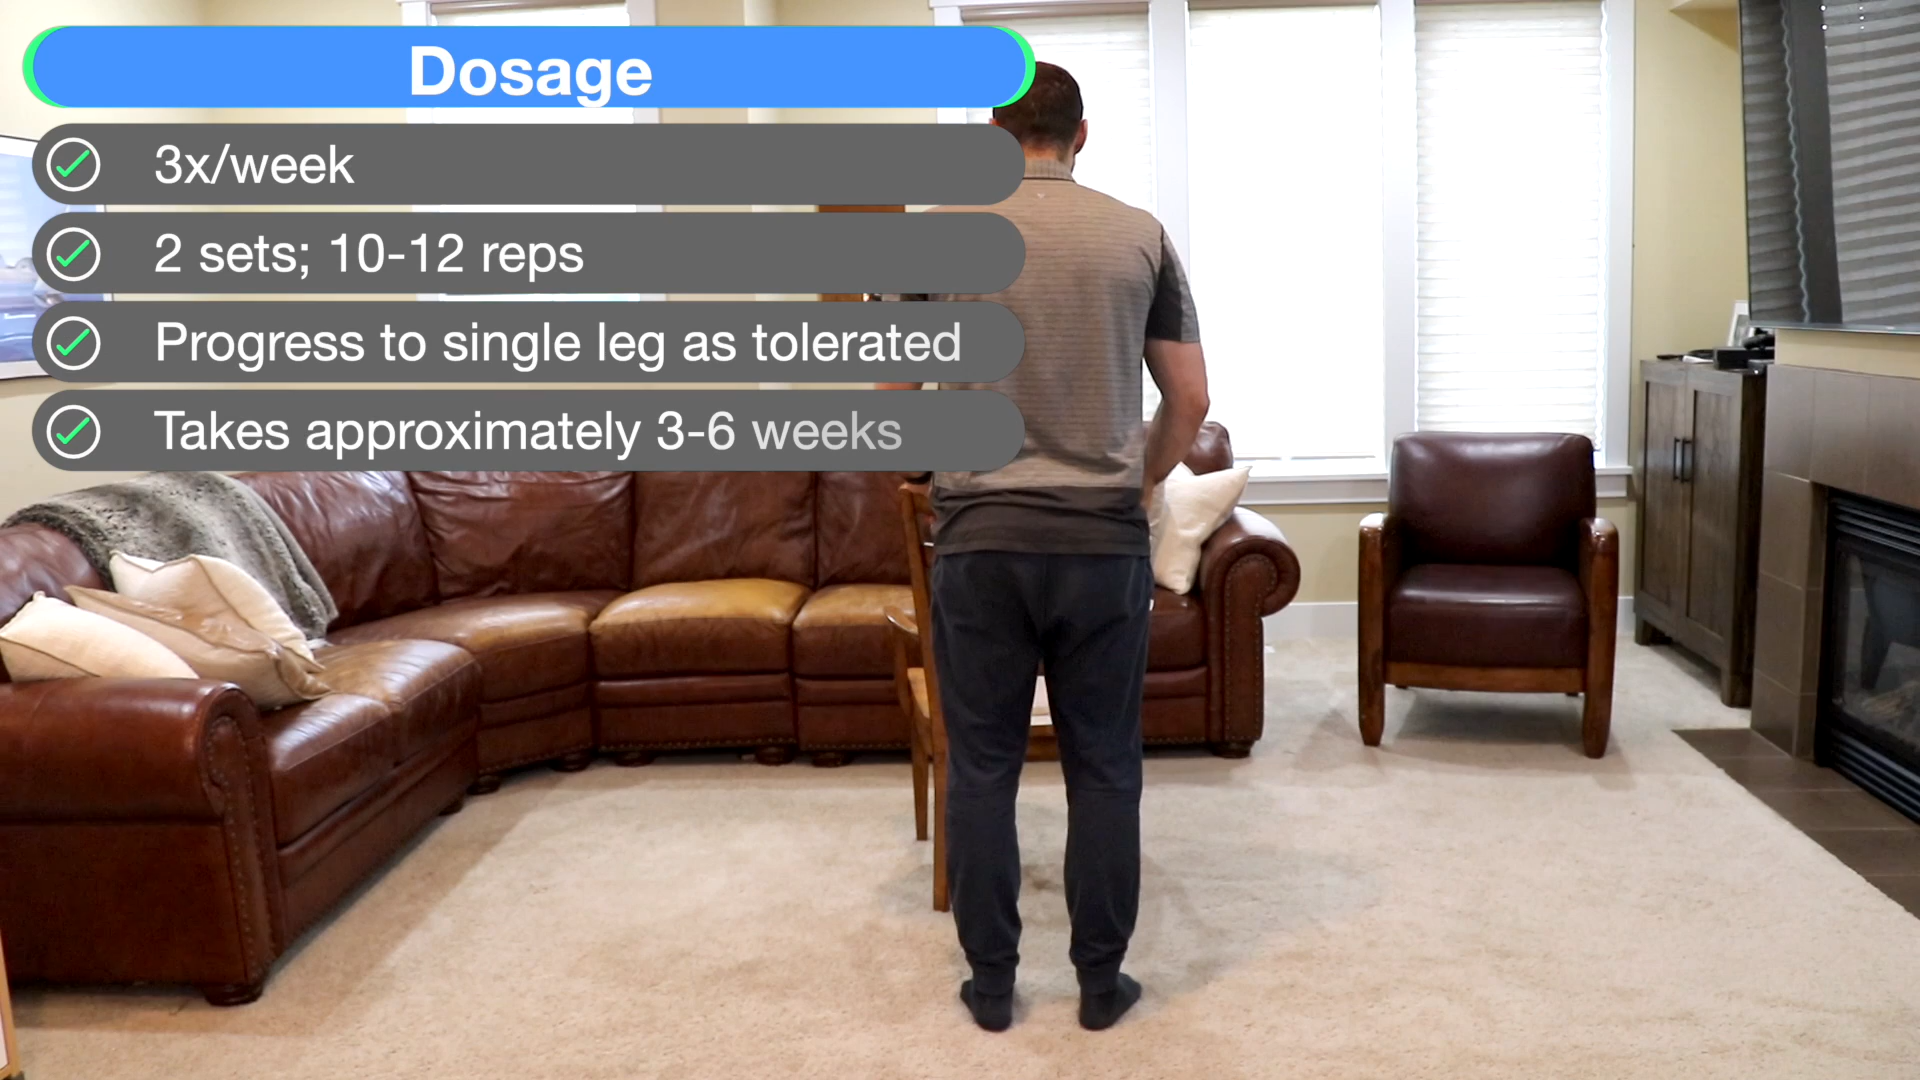 Dosage
3x/week
2 sets; 10-12 reps
Progress to single leg as tolerated
Takes approximately 3-6 weeks